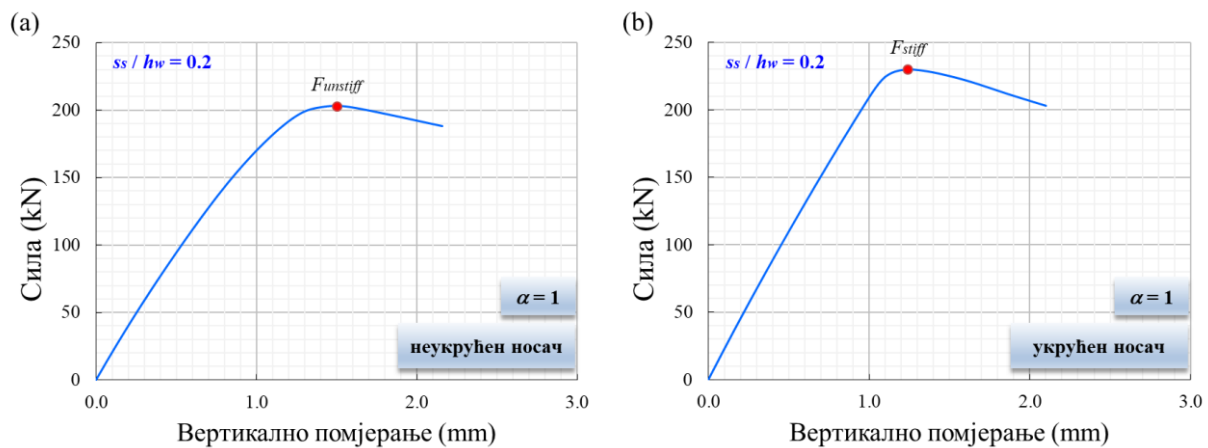 (a)
250
200
150
100
50
0
Сила (kN)
ss / hw = 0.2
Funstiff
α = 1
неукрућен носач
0.0 1.0 2.0 3.0
Вертикално помјерање (mm)
(b)
250
200
150
100
50
0
Сила (kN)
ss / hw = 0.2
Fstiff
α = 1
укрућен носач
0.0 1.0 2.0 3.0
Вертикално помјерање (mm)